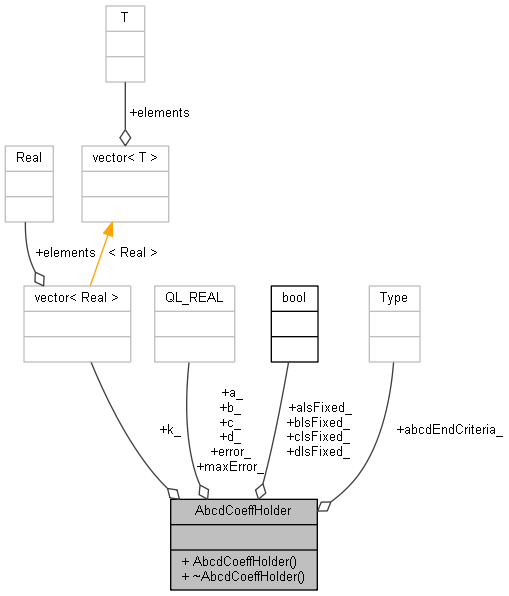 T
+elements
Real
vector< T >
+elements
< Real >
vector< Real >
QL_REAL
bool
Type
+k_
+a_
+b_
+c_
+d_
+error_
+maxError_
+aIsFixed_
+bIsFixed_
+cIsFixed_
+dIsFixed_
+abcdEndCriteria_
AbcdCoeffHolder
+ AbcdCoeffHolder()
+ ~AbcdCoeffHolder()